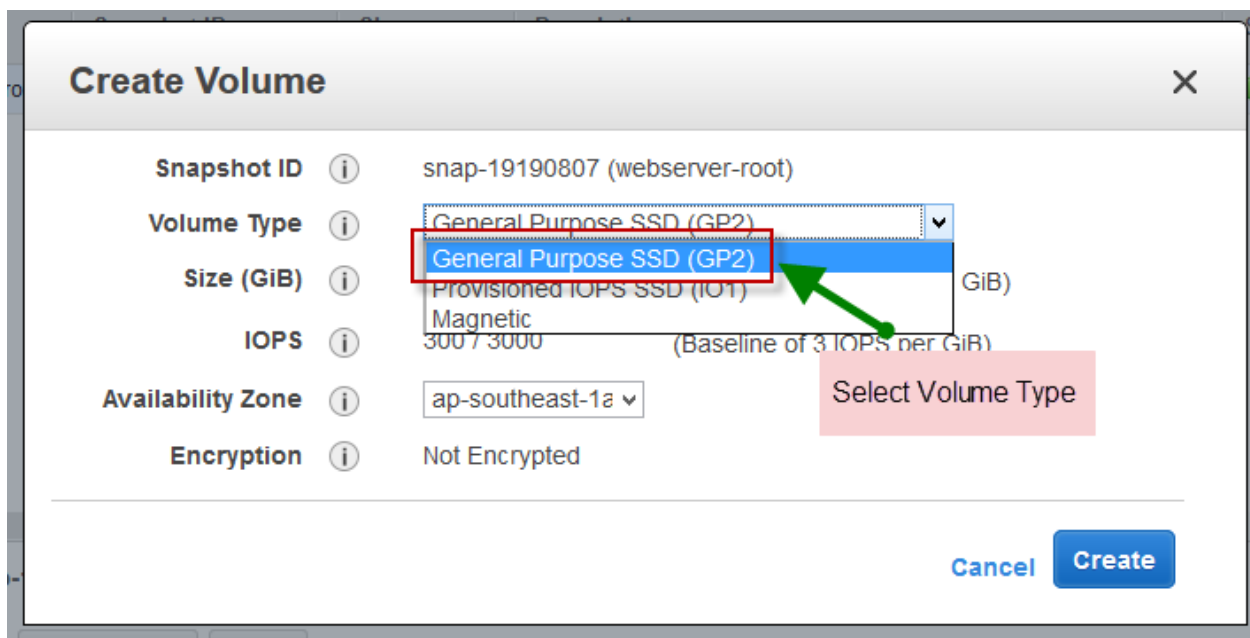 Create Volume
Snapshot ID snap-19190807 (webserver-root)
Volume Type General Purpose SSD (GP2)
General Purpose SSD (GP2)
Size (GiB) GiB)
Provisioned IOPS SSD (IO1)
Magnetic
IOPS 300 / 3000 (Baseline of 3 IOPS per GiB)
Select Volume Type
Availability Zone ap-southeast-1a
Encryption Not Encrypted
Cancel Create